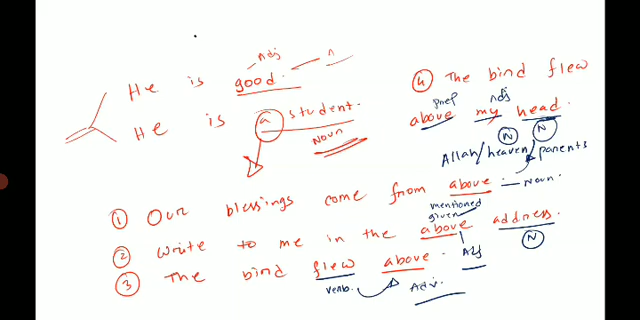 Adj n
He is good.
He is a student.
Noun
① Our blessings come from above — Noun.
mentioned
given
② Write to me in the above address.
Adj N
③ The bind flew above.
verb. Adv.
④ The bind flew
prep Adj
above my head.
N N
Allah/heaven parents